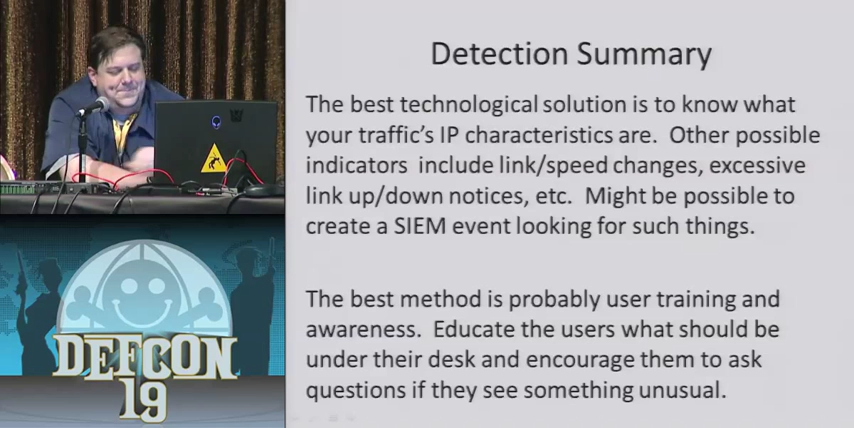 Detection Summary
The best technological solution is to know what
your traffic's IP characteristics are.  Other possible
indicators  include link/speed changes, excessive
link up/down notices, etc.  Might be possible to
create a SIEM event looking for such things.
The best method is probably user training and
awareness.  Educate the users what should be
under their desk and encourage them to ask
questions if they see something unusual.
DEFCON
19